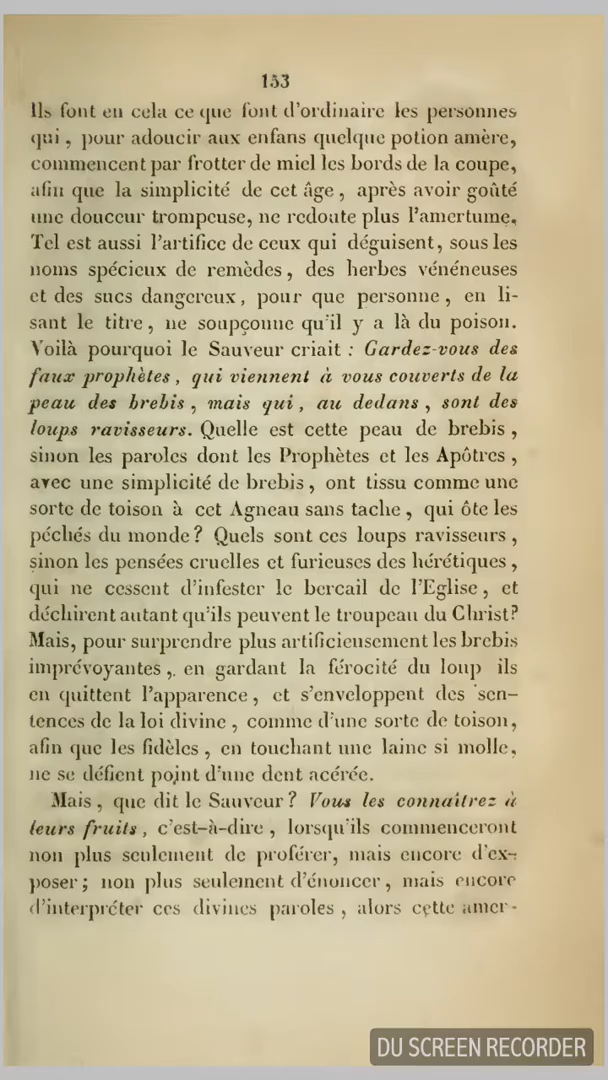 153
Ils font en cela ce que font d'ordinaire les personnes
qui, pour adoucir aux enfans quelque potion amère,
commencent par frotter de miel les bords de la coupe,
afin que la simplicité de cet âge, après avoir goûté
une douceur trompeuse, ne redoute plus l'amertume.
Tel est aussi l'artifice de ceux qui déguisent, sous les
noms spécieux de remèdes, des herbes vénéneuses
et des sucs dangereux, pour que personne, en li-
sant le titre, ne soupçonne qu'il y a là du poison.
Voilà pourquoi le Sauveur criait : Gardez-vous des
faux prophètes, qui viennent à vous couverts de la
peau des brebis, mais qui, au dedans, sont des
loups ravisseurs. Quelle est cette peau de brebis,
sinon les paroles dont les Prophètes et les Apôtres,
avec une simplicité de brebis, ont tissu comme une
sorte de toison à cet Agneau sans tache, qui ôte les
péchés du monde? Quels sont ces loups ravisseurs,
sinon les pensées cruelles et furieuses des hérétiques,
qui ne cessent d'infester le bercail de l'Eglise, et
déchirent autant qu'ils peuvent le troupeau du Christ?
Mais, pour surprendre plus artificieusement les brebis
imprévoyantes, en gardant la férocité du loup ils
en quittent l'apparence, et s'enveloppent des sen-
tences de la loi divine, comme d'une sorte de toison,
afin que les fidèles, en touchant une laine si molle,
ne se défient point d'une dent acérée.
Mais, que dit le Sauveur? Vous les connaîtrez à
leurs fruits, c'est-à-dire, lorsqu'ils commenceront
non plus seulement de proférer, mais encore d'ex-
poser; non plus seulement d'énoncer, mais encore
d'interpréter ces divines paroles, alors cette amer-
DU SCREEN RECORDER